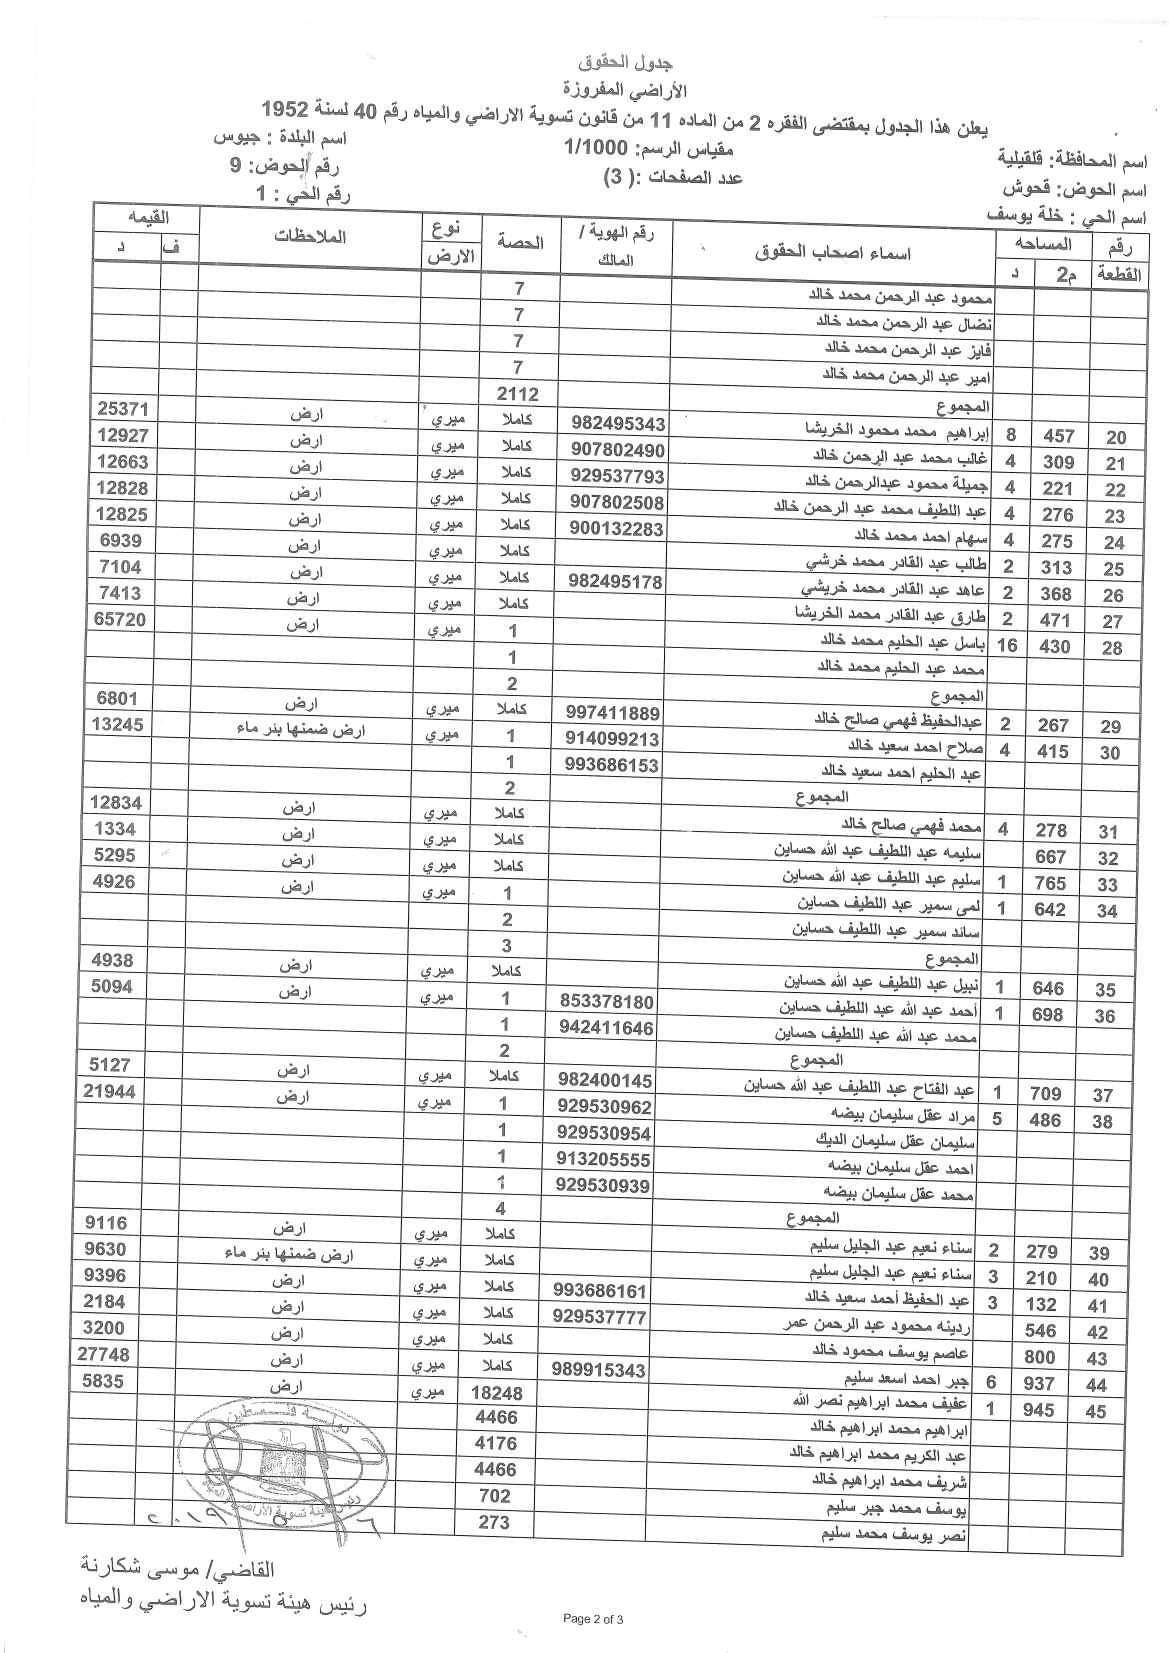 جدول الحقوق
الأراضي المفروزة
يعلن هذا الجدول بمقتضى الفقره 2 من الماده 11 من قانون تسوية الاراضي والمياه رقم 40 لسنة 1952
اسم المحافظة: قلقيلية مقياس الرسم: 1/1000 اسم البلدة : جيوس
اسم الحوض: قحوش عدد الصفحات :( 3) رقم الحوض: 9
اسم الحي : خلة يوسف رقم الحي : 1
رقم القطعة المساحه م2 د اسماء اصحاب الحقوق رقم الهوية / المالك الحصة نوع الارض الملاحظات القيمه ف د
محمود عبد الرحمن محمد خالد 7
نضال عبد الرحمن محمد خالد 7
فايز عبد الرحمن محمد خالد 7
امير عبد الرحمن محمد خالد 7
المجموع 2112
20 457 8 إبراهيم محمد محمود الخريشا 982495343 كاملا ميري ارض 25371
21 309 4 غالب محمد عبد الرحمن خالد 907802490 كاملا ميري ارض 12927
22 221 4 جميلة محمود عبدالرحمن خالد 929537793 كاملا ميري ارض 12663
23 276 4 عبد اللطيف محمد عبد الرحمن خالد 907802508 كاملا ميري ارض 12828
24 275 4 سهام احمد محمد خالد 900132283 كاملا ميري ارض 12825
25 313 2 طالب عبد القادر محمد خرشي كاملا ميري ارض 6939
26 368 2 عاهد عبد القادر محمد خريشي 982495178 كاملا ميري ارض 7104
27 471 2 طارق عبد القادر محمد الخريشا كاملا ميري ارض 7413
28 430 16 باسل عبد الحليم محمد خالد 1 ميري ارض 65720
محمد عبد الحليم محمد خالد 1
المجموع 2
29 267 2 عبدالحفيظ فهمي صالح خالد 997411889 كاملا ميري ارض 6801
30 415 4 صلاح احمد سعيد خالد 914099213 1 ميري ارض ضمنها بئر ماء 13245
عبد الحليم احمد سعيد خالد 993686153 1
المجموع 2
31 278 4 محمد فهمي صالح خالد كاملا ميري ارض 12834
32 667 سليمه عبد اللطيف عبد الله حساين كاملا ميري ارض 1334
33 765 1 سليم عبد اللطيف عبد الله حساين كاملا ميري ارض 5295
34 642 1 لمى سمير عبد اللطيف حساين 1 ميري ارض 4926
سائد سمير عبد اللطيف حساين 2
المجموع 3
35 646 1 نبيل عبد اللطيف عبد الله حساين كاملا ميري ارض 4938
36 698 1 أحمد عبد الله عبد اللطيف حساين 853378180 1 ميري ارض 5094
محمد عبد الله عبد اللطيف حساين 942411646 1
المجموع 2
37 709 1 عبد الفتاح عبد اللطيف عبد الله حساين 982400145 كاملا ميري ارض 5127
38 486 5 مراد عقل سليمان بيضه 929530962 1 ميري ارض 21944
سليمان عقل سليمان الديك 929530954 1
احمد عقل سليمان بيضه 913205555 1
محمد عقل سليمان بيضه 929530939 1
المجموع 4
39 279 2 سناء نعيم عبد الجليل سليم كاملا ميري ارض 9116
40 210 3 سناء نعيم عبد الجليل سليم كاملا ميري ارض ضمنها بئر ماء 9630
41 132 3 عبد الحفيظ أحمد سعيد خالد 993686161 كاملا ميري ارض 9396
42 546 ردينه محمود عبد الرحمن عمر 929537777 كاملا ميري ارض 2184
43 800 عاصم يوسف محمود خالد كاملا ميري ارض 3200
44 937 6 جبر احمد اسعد سليم 989915343 كاملا ميري ارض 27748
45 945 1 عفيف محمد ابراهيم نصر الله 18248 ميري ارض 5835
ابراهيم محمد ابراهيم خالد 4466
عبد الكريم محمد ابراهيم خالد 4176
شريف محمد ابراهيم خالد 4466
يوسف محمد جبر سليم 702
نصر يوسف محمد سليم 273
دولة فلسطين
القاضي/ موسى شكارنة
رئيس هيئة تسوية الاراضي والمياه
Page 2 of 3